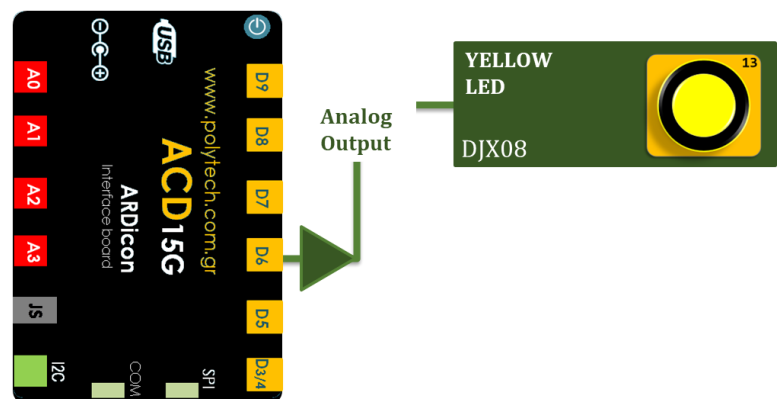 USB
A0
A1
A2
A3
JS
I2C
D9
D8
D7
D6
D5
D3/4
www.polytech.com.gr
ACD15G
ARDicon
Interface board
COM
SPI
Analog
Output
YELLOW
LED
DJX08
13